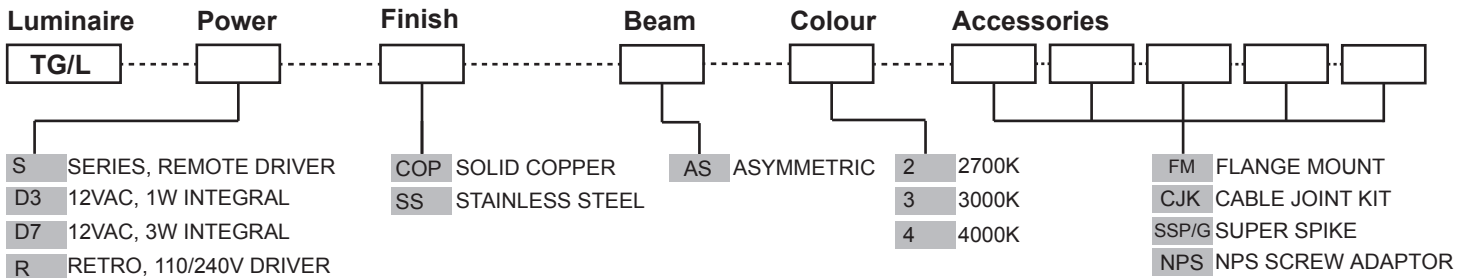 Luminaire Power Finish Beam Colour Accessories
TG/L
S SERIES, REMOTE DRIVER COP SOLID COPPER AS ASYMMETRIC 2 2700K FM FLANGE MOUNT
D3 12VAC, 1W INTEGRAL SS STAINLESS STEEL 3 3000K CJK CABLE JOINT KIT
D7 12VAC, 3W INTEGRAL 4 4000K SSP/G SUPER SPIKE
R RETRO, 110/240V DRIVER NPS NPS SCREW ADAPTOR